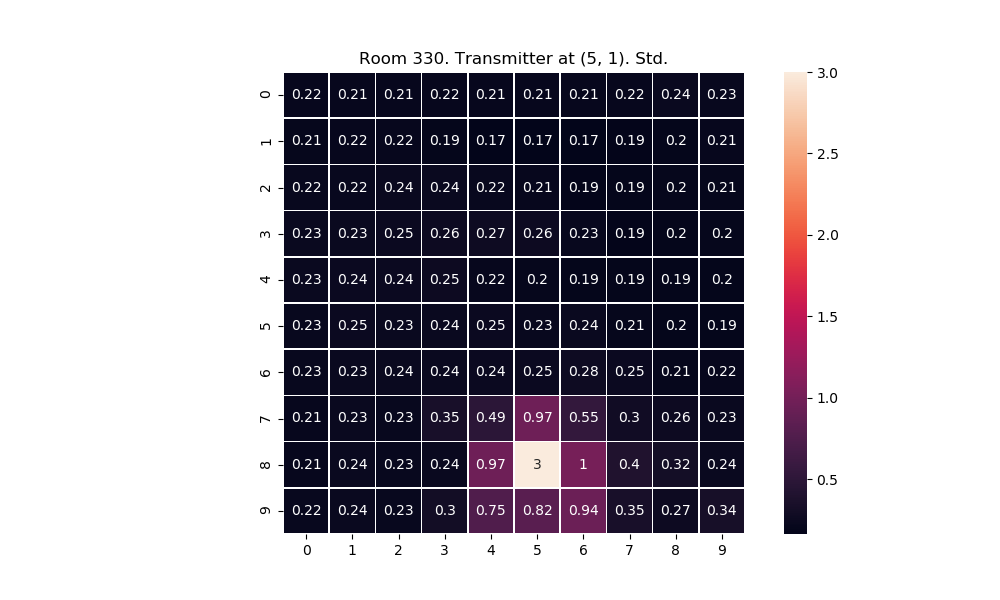 Room 330. Transmitter at (5, 1). Std.
0 0.22 0.21 0.21 0.22 0.21 0.21 0.21 0.22 0.24 0.23
1 0.21 0.22 0.22 0.19 0.17 0.17 0.17 0.19 0.2 0.21
2 0.22 0.22 0.24 0.24 0.22 0.21 0.19 0.19 0.2 0.21
3 0.23 0.23 0.25 0.26 0.27 0.26 0.23 0.19 0.2 0.2
4 0.23 0.24 0.24 0.25 0.22 0.2 0.19 0.19 0.19 0.2
5 0.23 0.25 0.23 0.24 0.25 0.23 0.24 0.21 0.2 0.19
6 0.23 0.23 0.24 0.24 0.24 0.25 0.28 0.25 0.21 0.22
7 0.21 0.23 0.23 0.35 0.49 0.97 0.55 0.3 0.26 0.23
8 0.21 0.24 0.23 0.24 0.97 3 1 0.4 0.32 0.24
9 0.22 0.24 0.23 0.3 0.75 0.82 0.94 0.35 0.27 0.34
0 1 2 3 4 5 6 7 8 9
3.0
2.5
2.0
1.5
1.0
0.5